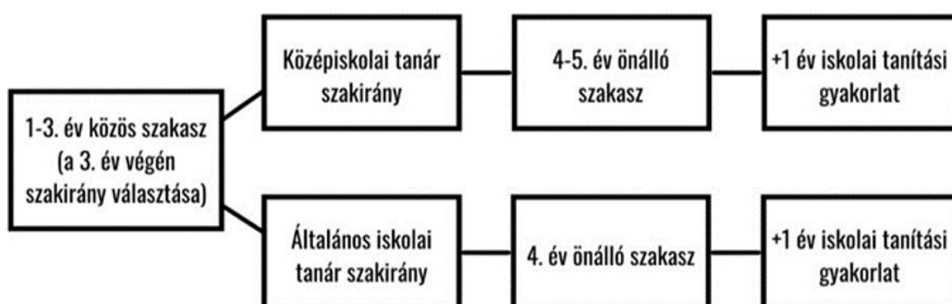 1-3. év közös szakasz
(a 3. év végén
szakirány választása)
Középiskolai tanár
szakirány
4-5. év önálló
szakasz
+1 év iskolai tanítási
gyakorlat
Általános iskolai
tanár szakirány
4. év önálló szakasz
+1 év iskolai tanítási
gyakorlat